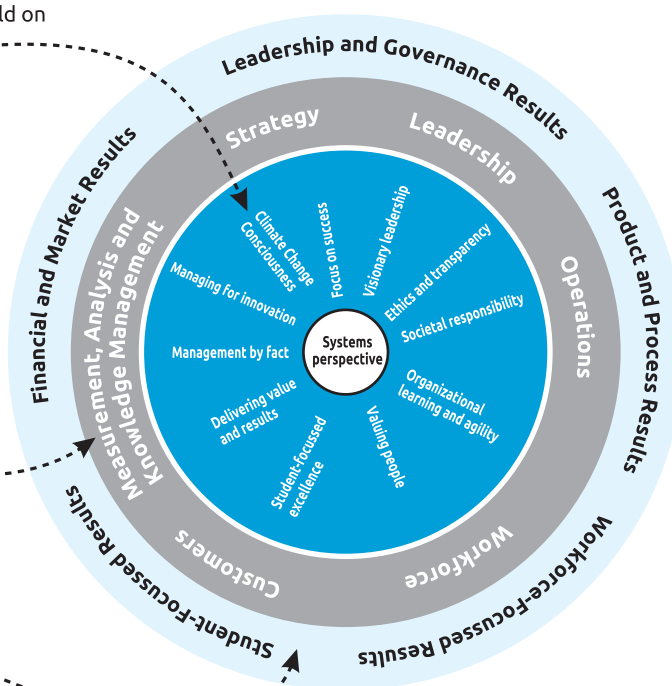 ld on
Leadership and Governance Results
Product and Process Results
Workforce-Focussed Results
Student-Focussed Results
Financial and Market Results
Strategy
Leadership
Operations
Workforce
Customers
Measurement, Analysis and
Knowledge Management
Climate Change
Consciousness
Focus on success
Visionary leadership
Ethics and transparency
Societal responsibility
Organizational
learning and agility
Valuing people
Student-focussed
excellence
Delivering value
and results
Management by fact
Managing for innovation
Systems
perspective